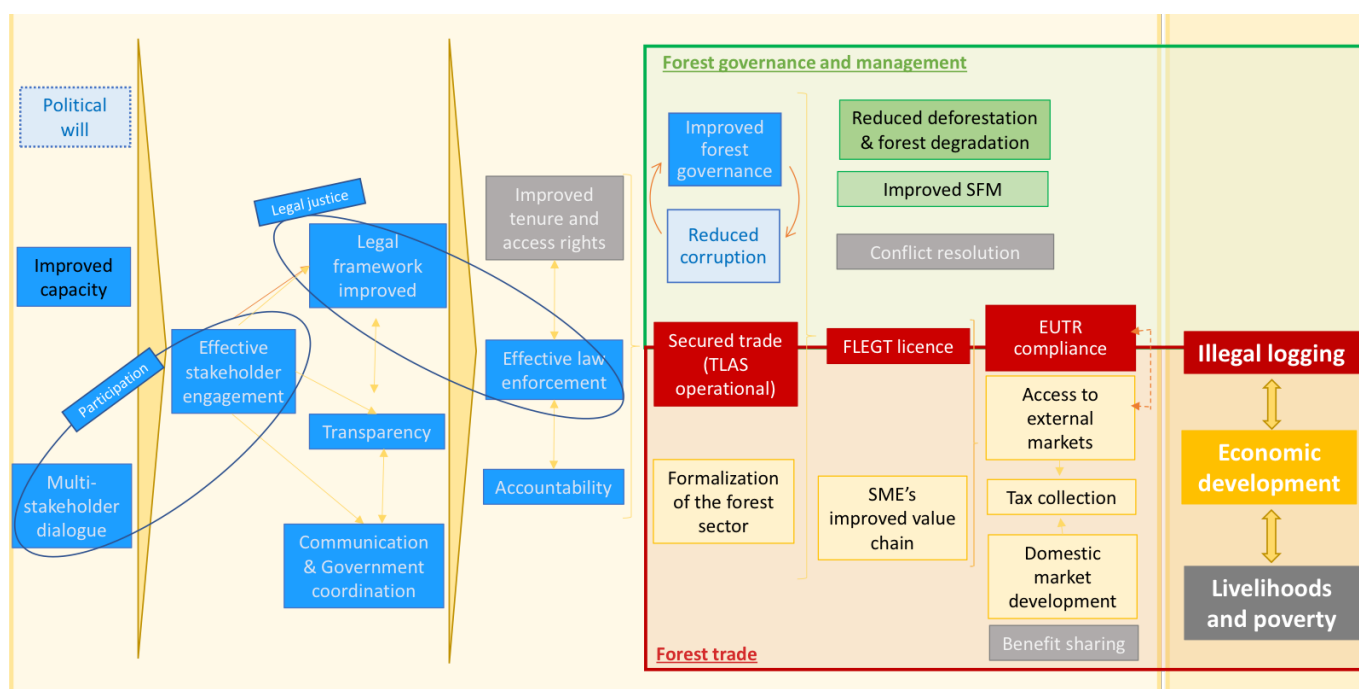 Political
will
Improved
capacity
Multi-
stakeholder
dialogue
Participation
Effective
stakeholder
engagement
Legal justice
Legal
framework
improved
Transparency
Communication
& Government
coordination
Improved
tenure and
access rights
Effective law
enforcement
Accountability
Forest governance and management
Improved
forest
governance
Reduced
corruption
Reduced deforestation
& forest degradation
Improved SFM
Conflict resolution
Secured trade
(TLAS
operational)
FLEGT licence
EUTR
compliance
Formalization
of the forest
sector
SME’s
improved value
chain
Access to
external
markets
Tax collection
Domestic
market
development
Benefit sharing
Forest trade
Illegal logging
Economic
development
Livelihoods
and poverty